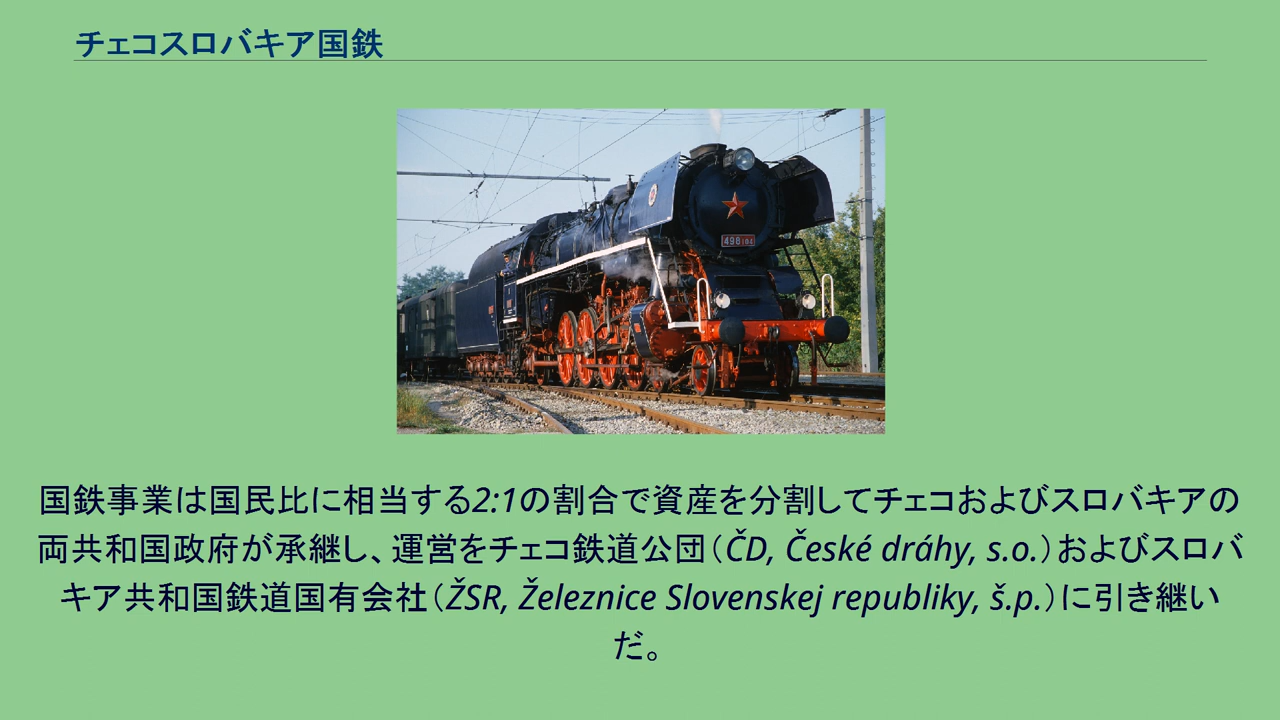 チェコスロバキア国鉄
498104
国鉄事業は国民比に相当する2:1の割合で資産を分割してチェコおよびスロバキアの
両共和国政府が承継し、運営をチェコ鉄道公団（ČD, České dráhy, s.o.）およびスロバ
キア共和国鉄道国有会社（ŽSR, Železnice Slovenskej republiky, š.p.）に引き継い
だ。